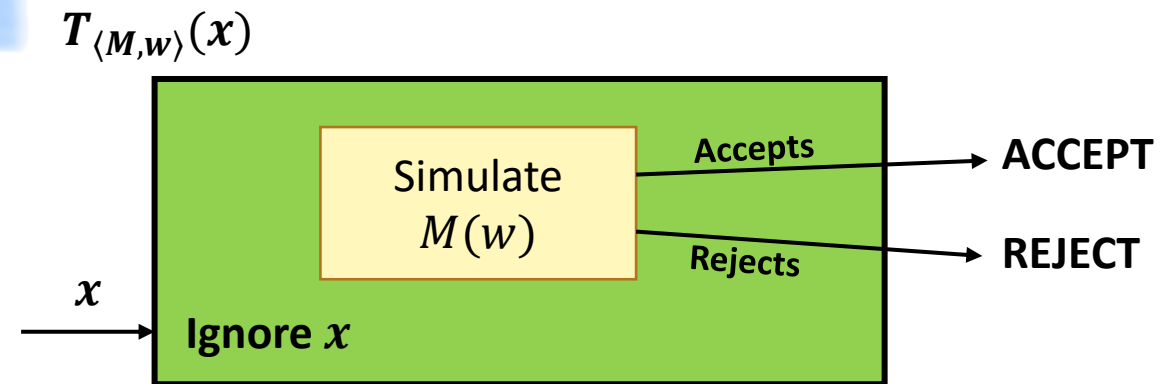 T⟨M,w⟩(x)
Simulate
M(w)
Accepts
ACCEPT
Rejects
REJECT
x
Ignore x